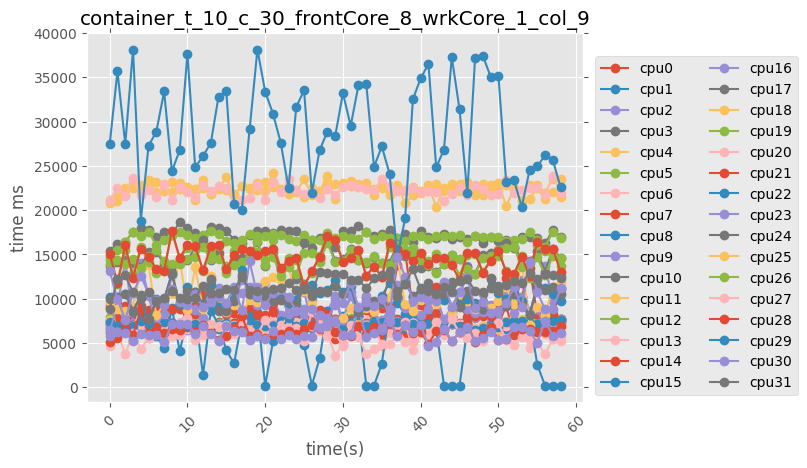 container_t_10_c_30_frontCore_8_wrkCore_1_col_9
40000
35000
30000
25000
20000
15000
10000
5000
0
time ms
0 10 20 30 40 50 60
time(s)
cpu0 cpu16
cpu1 cpu17
cpu2 cpu18
cpu3 cpu19
cpu4 cpu20
cpu5 cpu21
cpu6 cpu22
cpu7 cpu23
cpu8 cpu24
cpu9 cpu25
cpu10 cpu26
cpu11 cpu27
cpu12 cpu28
cpu13 cpu29
cpu14 cpu30
cpu15 cpu31